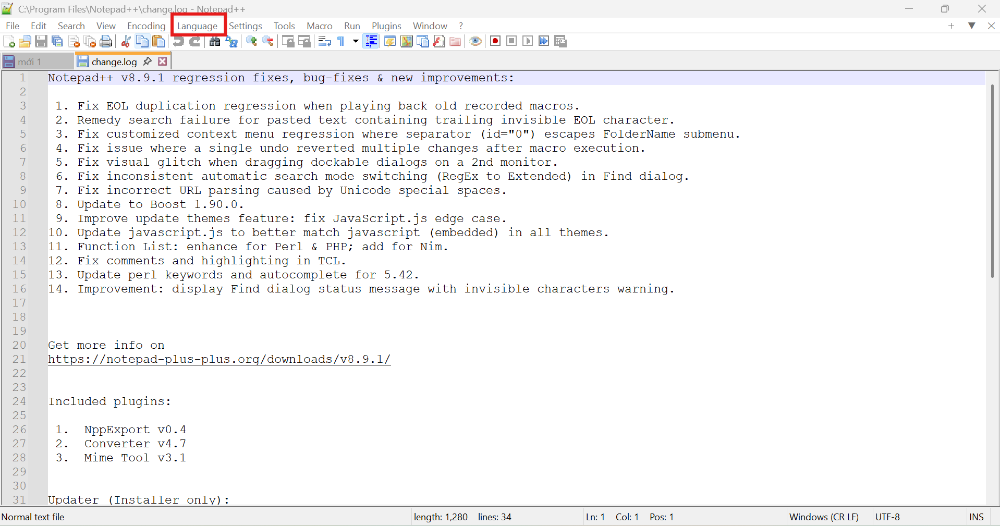 C:\Program Files\Notepad++\change.log - Notepad++
File Edit Search View Encoding Language Settings Tools Macro Run Plugins Window ?
mới 1 change.log
1 Notepad++ v8.9.1 regression fixes, bug-fixes & new improvements:
2
3 1. Fix EOL duplication regression when playing back old recorded macros.
4 2. Remedy search failure for pasted text containing trailing invisible EOL character.
5 3. Fix customized context menu regression where separator (id="0") escapes FolderName submenu.
6 4. Fix issue where a single undo reverted multiple changes after macro execution.
7 5. Fix visual glitch when dragging dockable dialogs on a 2nd monitor.
8 6. Fix inconsistent automatic search mode switching (RegEx to Extended) in Find dialog.
9 7. Fix incorrect URL parsing caused by Unicode special spaces.
10 8. Update to Boost 1.90.0.
11 9. Improve update themes feature: fix JavaScript.js edge case.
12 10. Update javascript.js to better match javascript (embedded) in all themes.
13 11. Function List: enhance for Perl & PHP; add for Nim.
14 12. Fix comments and highlighting in TCL.
15 13. Update perl keywords and autocomplete for 5.42.
16 14. Improvement: display Find dialog status message with invisible characters warning.
17
18
19
20 Get more info on
21 https://notepad-plus-plus.org/downloads/v8.9.1/
22
23
24 Included plugins:
25
26 1. NppExport v0.4
27 2. Converter v4.7
28 3. Mime Tool v3.1
29
30
31 Updater (Installer only):
Normal text file length: 1,280 lines: 34 Ln: 1 Col: 1 Pos: 1 Windows (CR LF) UTF-8 INS